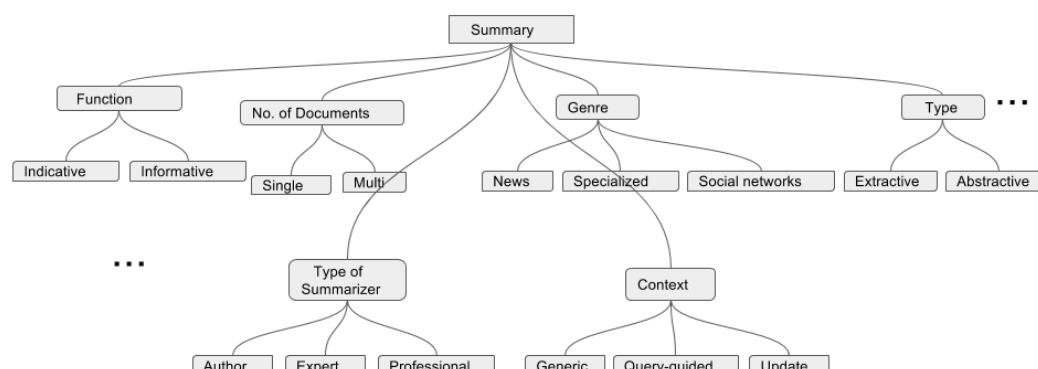 Summary
Function
No. of Documents
Genre
Type
...
Indicative
Informative
Single
Multi
News
Specialized
Social networks
Extractive
Abstractive
...
Type of
Summarizer
Context
Author
Expert
Professional
Generic
Query-guided
Update